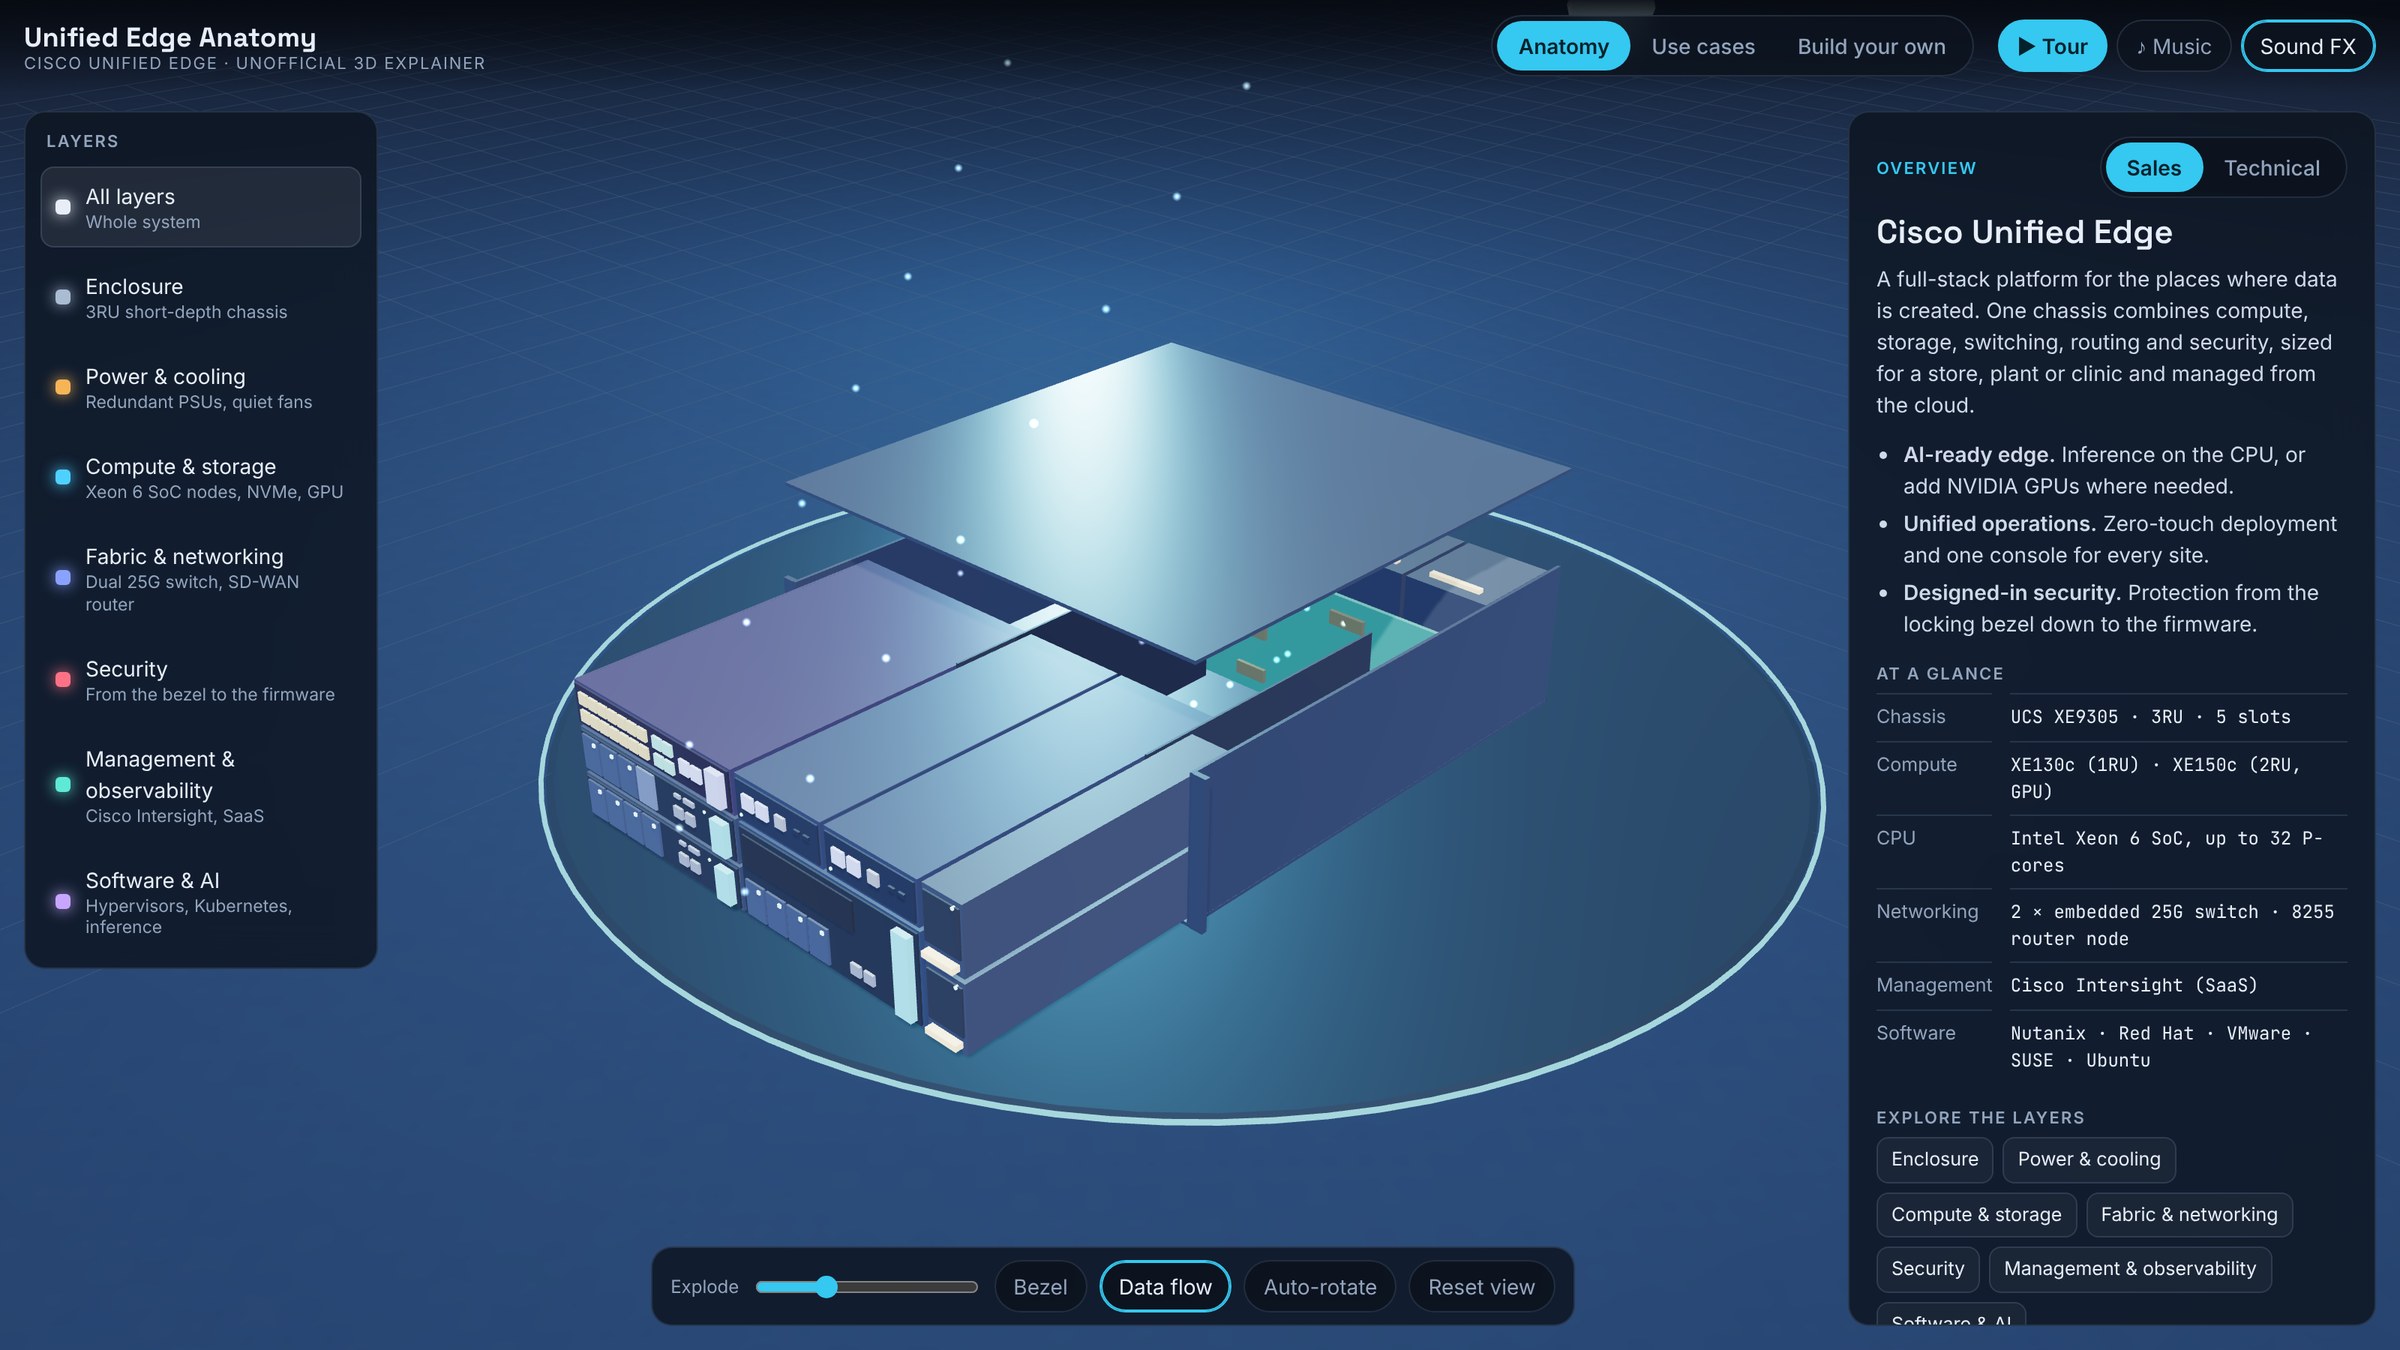 Unified Edge Anatomy
CISCO UNIFIED EDGE · UNOFFICIAL 3D EXPLAINER
Anatomy
Use cases
Build your own
▶ Tour
♪ Music
Sound FX
LAYERS
All layers
Whole system
Enclosure
3RU short-depth chassis
Power & cooling
Redundant PSUs, quiet fans
Compute & storage
Xeon 6 SoC nodes, NVMe, GPU
Fabric & networking
Dual 25G switch, SD-WAN
router
Security
From the bezel to the firmware
Management &
observability
Cisco Intersight, SaaS
Software & AI
Hypervisors, Kubernetes,
inference
Explode
Bezel
Data flow
Auto-rotate
Reset view
OVERVIEW
Sales
Technical
Cisco Unified Edge
A full-stack platform for the places where data
is created. One chassis combines compute,
storage, switching, routing and security, sized
for a store, plant or clinic and managed from
the cloud.
• AI-ready edge. Inference on the CPU, or
add NVIDIA GPUs where needed.
• Unified operations. Zero-touch deployment
and one console for every site.
• Designed-in security. Protection from the
locking bezel down to the firmware.
AT A GLANCE
Chassis UCS XE9305 · 3RU · 5 slots
Compute XE130c (1RU) · XE150c (2RU,
GPU)
CPU Intel Xeon 6 SoC, up to 32 P-
cores
Networking 2 × embedded 25G switch · 8255
router node
Management Cisco Intersight (SaaS)
Software Nutanix · Red Hat · VMware ·
SUSE · Ubuntu
EXPLORE THE LAYERS
Enclosure
Power & cooling
Compute & storage
Fabric & networking
Security
Management & observability
Software & AI